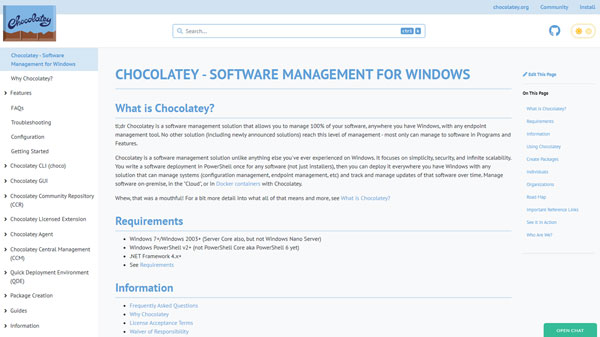 chocolatey.org
Community
Install
Chocolatey
Search...
ctrl
k
Chocolatey - Software
Management for Windows
Why Chocolatey?
Features
FAQs
Troubleshooting
Configuration
Getting Started
Chocolatey CLI (choco)
Chocolatey GUI
Chocolatey Community Repository
(CCR)
Chocolatey Licensed Extension
Chocolatey Agent
Chocolatey Central Management
(CCM)
Quick Deployment Environment
(QDE)
Package Creation
Guides
Information
CHOCOLATEY - SOFTWARE MANAGEMENT FOR WINDOWS
What is Chocolatey?
tl;dr Chocolatey is a software management solution that allows you to manage 100% of your software, anywhere you have Windows, with any endpoint
management tool. No other solution (including newly announced solutions) reach this level of management - most only can manage to software in Programs and
Features.
Chocolatey is a software management solution unlike anything else you've ever experienced on Windows. It focuses on simplicity, security, and infinite scalability.
You write a software deployment in PowerShell once for any software (not just installers), then you can deploy it everywhere you have Windows with any
solution that can manage systems (configuration management, endpoint management, etc) and track and manage updates of that software over time. Manage
software on-premise, in the "Cloud", or in Docker containers with Chocolatey.
Whew, that was a mouthful! For a bit more detail into what all of that means and more, see What is Chocolatey?
Requirements
Windows 7+/Windows 2003+ (Server Core also, but not Windows Nano Server)
Windows PowerShell v2+ (not PowerShell Core aka PowerShell 6 yet)
.NET Framework 4.x+
See Requirements
Information
Frequently Asked Questions
Why Chocolatey
License Acceptance Terms
Waiver of Responsibility
Edit This Page
On This Page
What is Chocolatey?
Requirements
Information
Using Chocolatey
Create Packages
Individuals
Organizations
Road Map
Important Reference Links
See It In Action
Who Are We?
OPEN CHAT